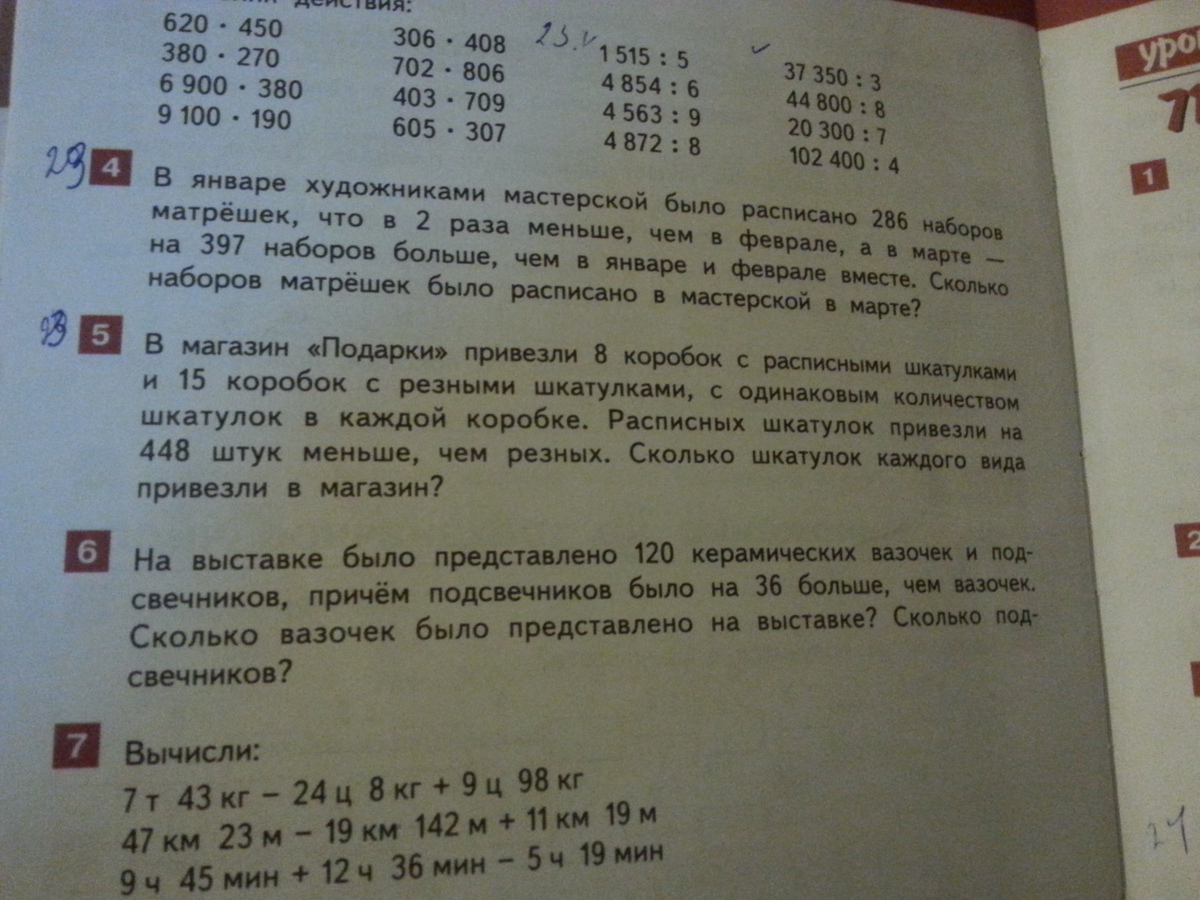 действия:
620 · 450
380 · 270
6 900 · 380
9 100 · 190
306 · 408
702 · 806
403 · 709
605 · 307
1 515 : 5
4 854 : 6
4 563 : 9
4 872 : 8
37 350 : 3
44 800 : 8
20 300 : 7
102 400 : 4
4
В январе художниками мастерской было расписано 286 наборов
матрёшек, что в 2 раза меньше, чем в феврале, а в марте —
на 397 наборов больше, чем в январе и феврале вместе. Сколько
наборов матрёшек было расписано в мастерской в марте?
5
В магазин «Подарки» привезли 8 коробок с расписными шкатулками
и 15 коробок с резными шкатулками, с одинаковым количеством
шкатулок в каждой коробке. Расписных шкатулок привезли на
448 штук меньше, чем резных. Сколько шкатулок каждого вида
привезли в магазин?
6
На выставке было представлено 120 керамических вазочек и под-
свечников, причём подсвечников было на 36 больше, чем вазочек.
Сколько вазочек было представлено на выставке? Сколько под-
свечников?
7
Вычисли:
7 т 43 кг − 24 ц 8 кг + 9 ц 98 кг
47 км 23 м − 19 км 142 м + 11 км 19 м
9 ч 45 мин + 12 ч 36 мин − 5 ч 19 мин
1
2